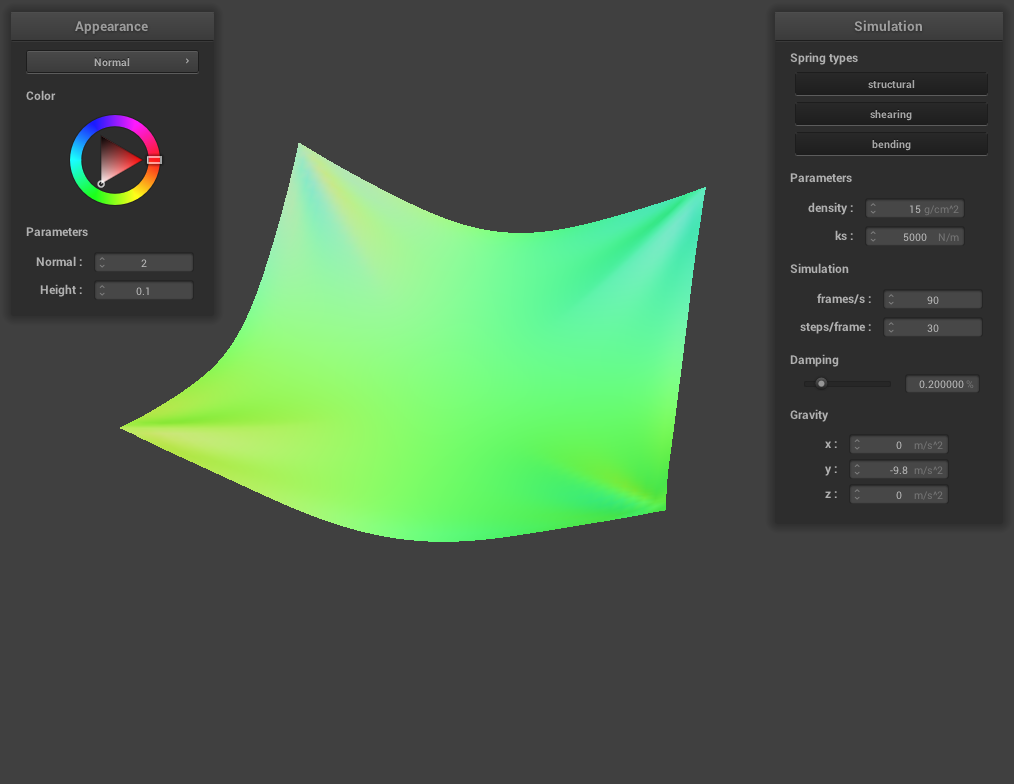 Appearance
Normal ›
Color
Parameters
Normal : 2
Height : 0.1
Simulation
Spring types
structural
shearing
bending
Parameters
density : 15 g/cm^2
ks : 5000 N/m
Simulation
frames/s : 90
steps/frame : 30
Damping
0.200000 %
Gravity
x : 0 m/s^2
y : -9.8 m/s^2
z : 0 m/s^2